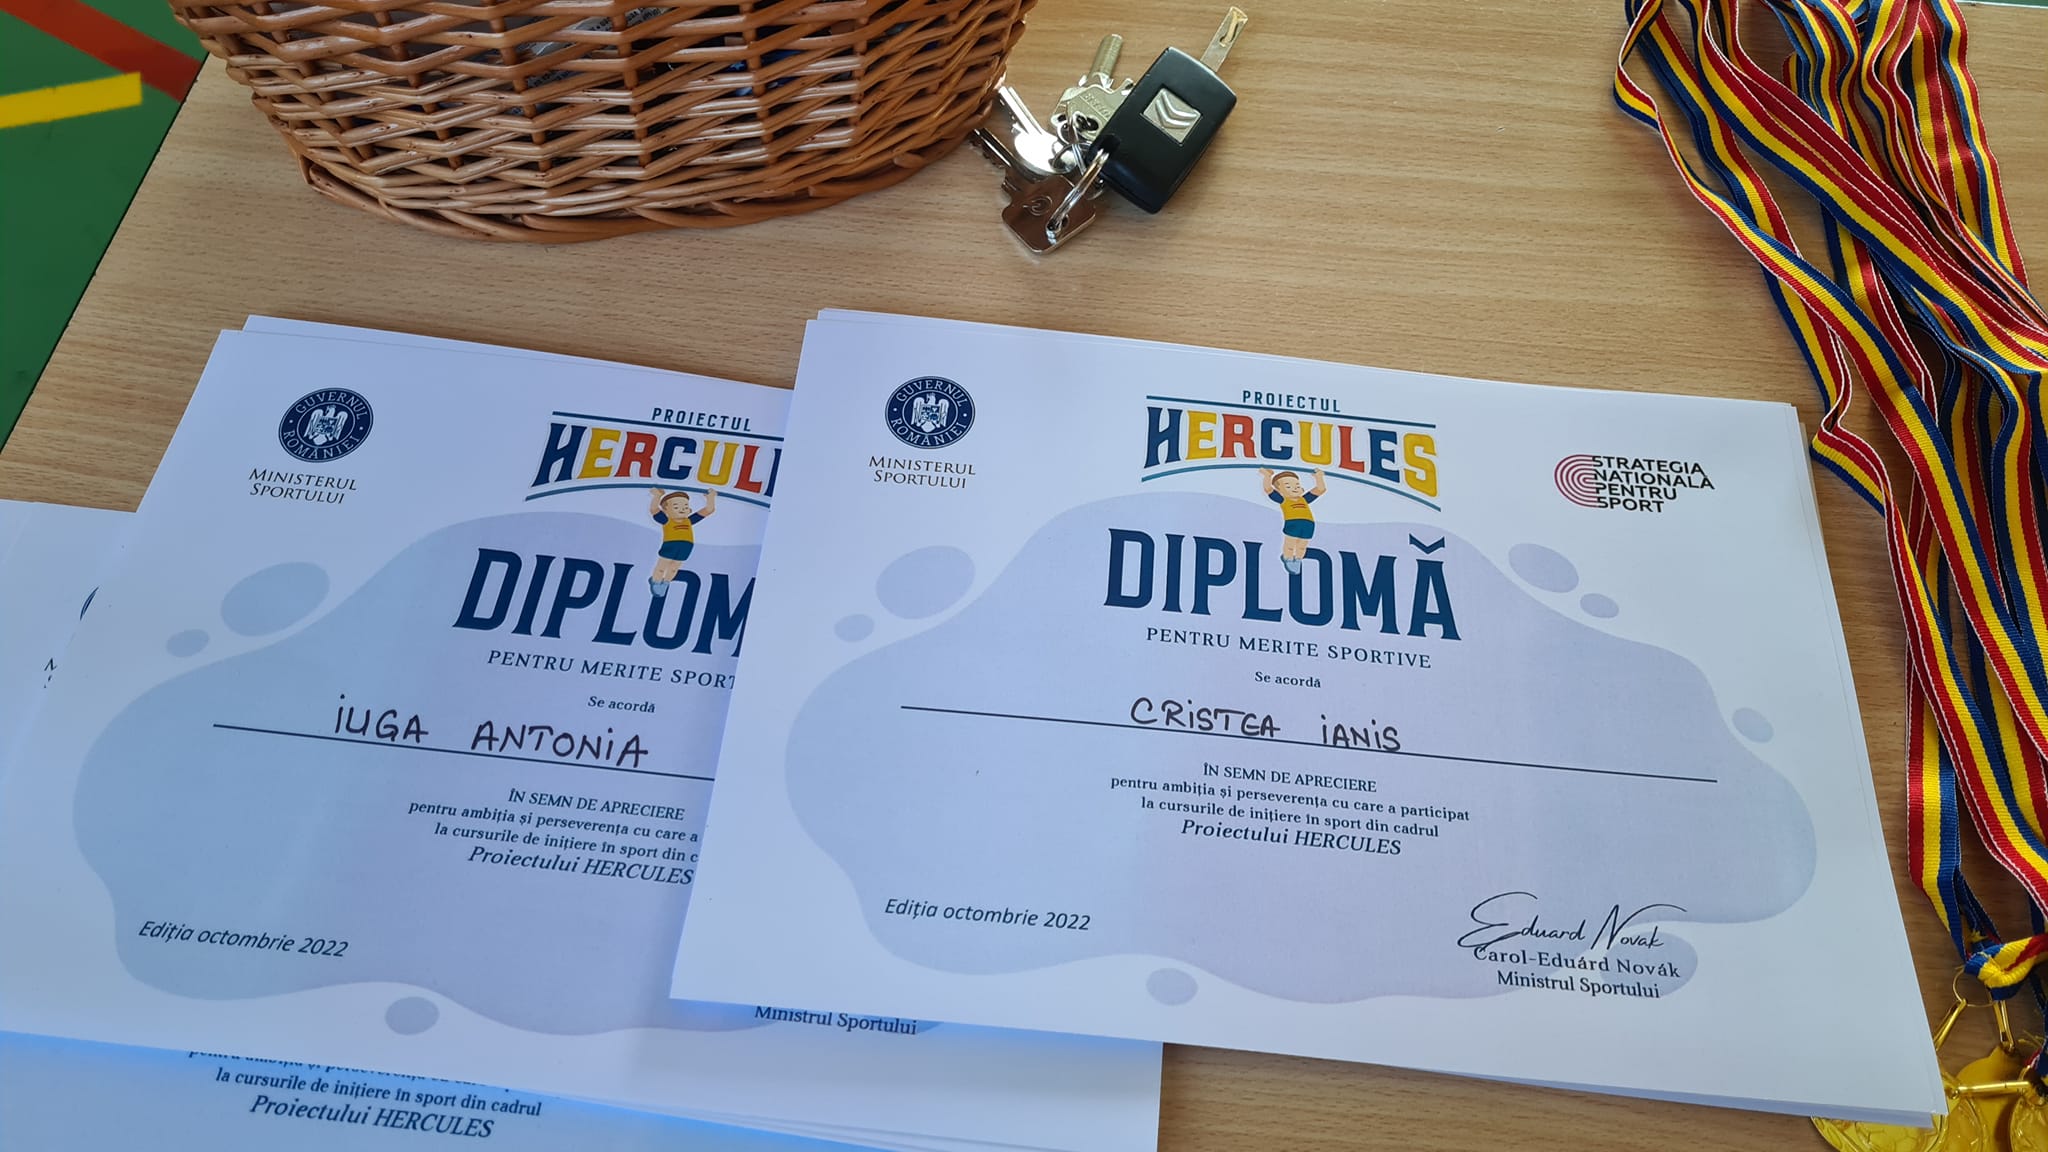 GUVERNUL ROMÂNIEI
MINISTERUL
SPORTULUI
PROIECTUL
HERCUL
DIPLOM
PENTRU MERITE SPORT
Se acordă
IUGA ANTONIA
ÎN SEMN DE APRECIERE
pentru ambiția și perseverența cu care a
la cursurile de inițiere în sport din c
Proiectului HERCULES
Ediția octombrie 2022
Ministrul Sportului
GUVERNUL ROMÂNIEI
MINISTERUL
SPORTULUI
PROIECTUL
HERCULES
STRATEGIA
NATIONALA
PENTRU
SPORT
DIPLOMĂ
PENTRU MERITE SPORTIVE
Se acordă
CRISTEA IANIS
ÎN SEMN DE APRECIERE
pentru ambiția și perseverența cu care a participat
la cursurile de inițiere în sport din cadrul
Proiectului HERCULES
Ediția octombrie 2022
Eduard Novak
Carol-Eduárd Novák
Ministrul Sportului
la cursurile de inițiere în sport din cadrul
Proiectului HERCULES